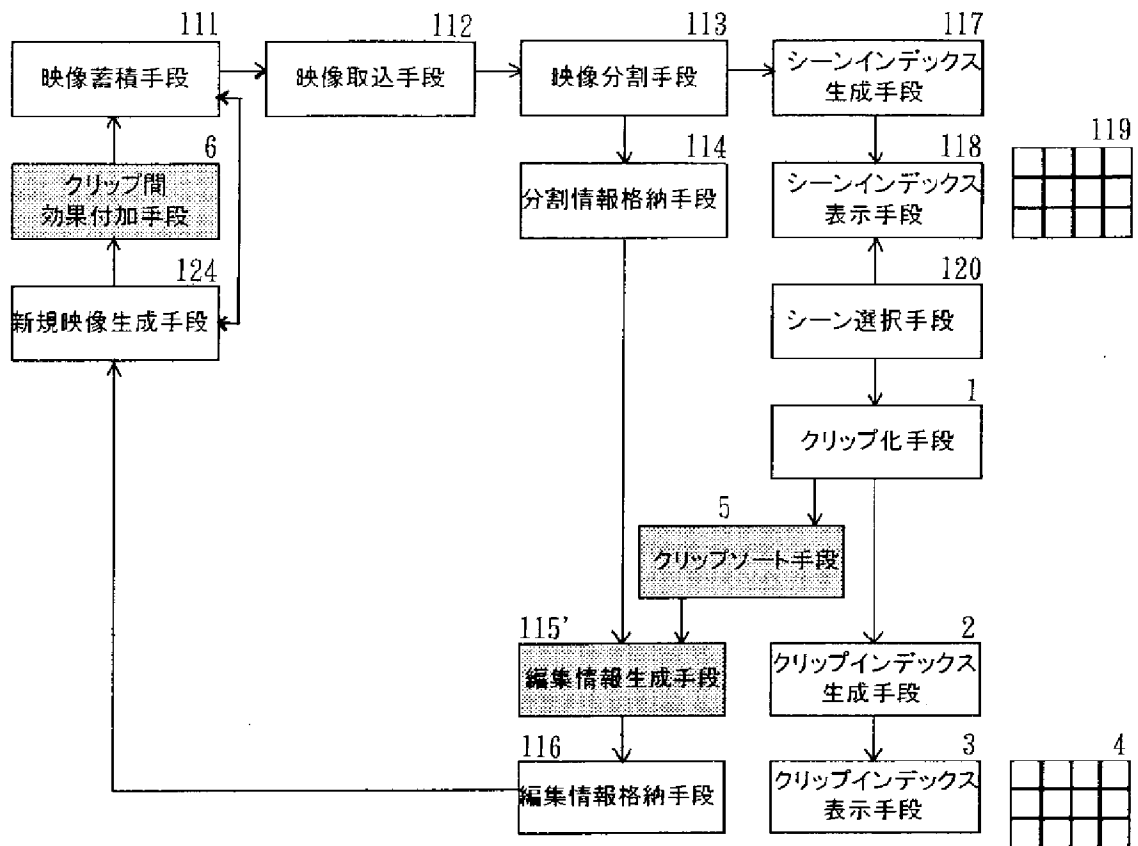 111
映像蓄積手段
112
映像取込手段
113
映像分割手段
117
シーンインデックス
生成手段
6
クリップ間
効果付加手段
114
分割情報格納手段
118
シーンインデックス
表示手段
119
124
新規映像生成手段
120
シーン選択手段
1
クリップ化手段
5
クリップソート手段
115’
編集情報生成手段
2
クリップインデックス
生成手段
116
編集情報格納手段
3
クリップインデックス
表示手段
4